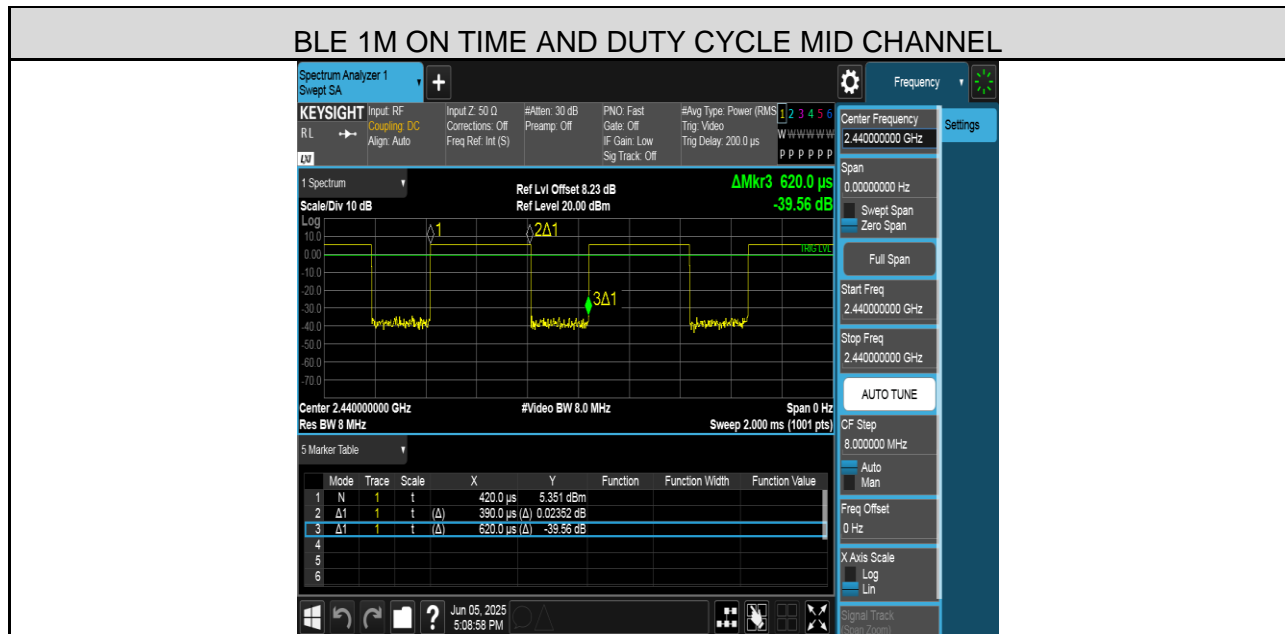 BLE 1M ON TIME AND DUTY CYCLE MID CHANNEL
Spectrum Analyzer 1
Swept SA
+
Frequency
KEYSIGHT
RL
LXI
Input: RF
Coupling: DC
Align: Auto
Input Z: 50 Ω
Corrections: Off
Freq Ref: Int (S)
#Atten: 30 dB
Preamp: Off
PNO: Fast
Gate: Off
IF Gain: Low
Sig Track: Off
#Avg Type: Power (RMS
Trig: Video
Trig Delay: 200.0 µs
1 2 3 4 5 6
W W W W W W
P P P P P P
1 Spectrum
Scale/Div 10 dB
Ref Lvl Offset 8.23 dB
Ref Level 20.00 dBm
ΔMkr3 620.0 µs
-39.56 dB
Log
10.0
0.00
-10.0
-20.0
-30.0
-40.0
-50.0
-60.0
-70.0
1
2Δ1
3Δ1
TRIG LVL
Center 2.440000000 GHz
#Video BW 8.0 MHz
Span 0 Hz
Res BW 8 MHz
Sweep 2.000 ms (1001 pts)
5 Marker Table
Mode Trace Scale X Y Function Function Width Function Value
1 N 1 t 420.0 µs 5.351 dBm
2 Δ1 1 t (Δ) 390.0 µs (Δ) 0.02352 dB
3 Δ1 1 t (Δ) 620.0 µs (Δ) -39.56 dB
4
5
6
Center Frequency
2.440000000 GHz
Settings
Span
0.00000000 Hz
Swept Span
Zero Span
Full Span
Start Freq
2.440000000 GHz
Stop Freq
2.440000000 GHz
AUTO TUNE
CF Step
8.000000 MHz
Auto
Man
Freq Offset
0 Hz
X Axis Scale
Log
Lin
Signal Track
(Span Zoom)
?
Jun 05, 2025
5:08:58 PM